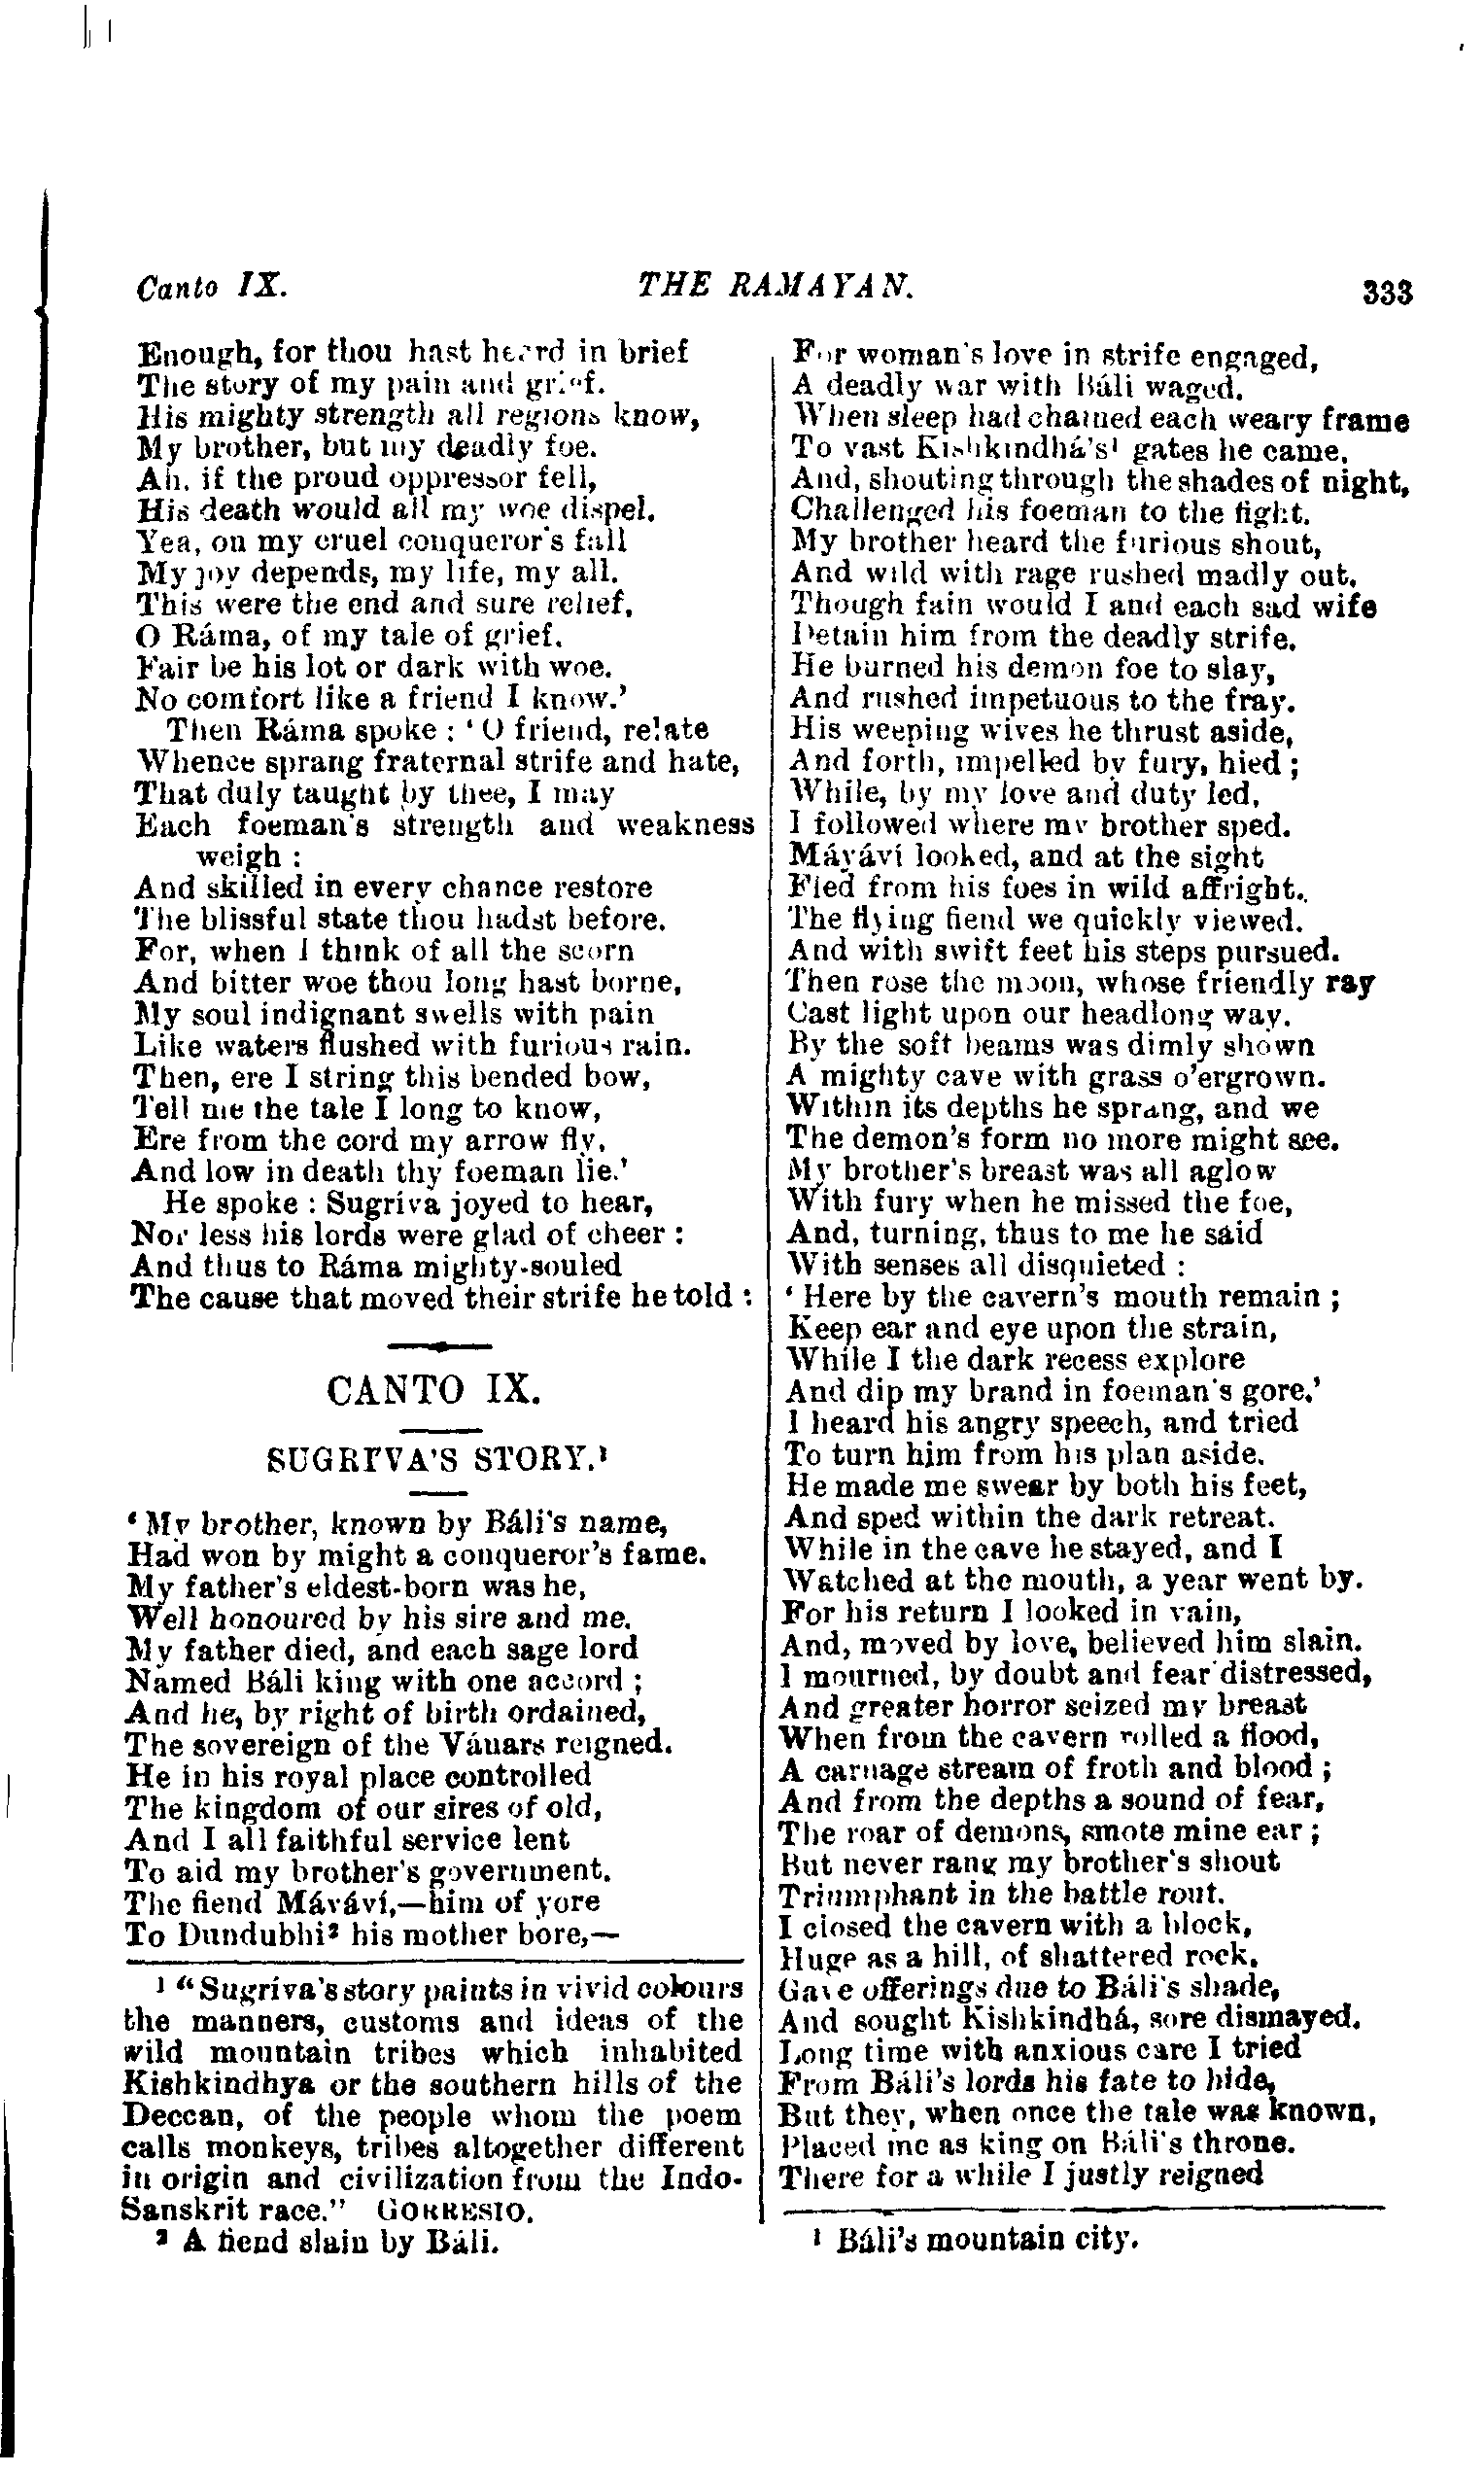 Canto IX. THE RAMAYAN. 333
Enough, for thou hast heard in brief
The story of my pain and grief.
His mighty strength all regions know,
My brother, but my deadly foe.
Ah, if the proud oppressor fell,
His death would all my woe dispel.
Yea, on my cruel conqueror's fall
My joy depends, my life, my all.
This were the end and sure relief,
O Ráma, of my tale of grief.
Fair be his lot or dark with woe.
No comfort like a friend I know.'
Then Ráma spoke : 'O friend, relate
Whence sprang fraternal strife and hate,
That duly taught by thee, I may
Each foeman's strength and weakness
weigh :
And skilled in every chance restore
The blissful state thou hadst before.
For, when I think of all the scorn
And bitter woe thou long hast borne,
My soul indignant swells with pain
Like waters flushed with furious rain.
Then, ere I string this bended bow,
Tell me the tale I long to know,
Ere from the cord my arrow fly,
And low in death thy foeman lie.'
He spoke : Sugríva joyed to hear,
Nor less his lords were glad of cheer :
And thus to Ráma mighty-souled
The cause that moved their strife he told :
CANTO IX.
SUGRÍVA'S STORY.¹
'My brother, known by Báli's name,
Had won by might a conqueror's fame.
My father's eldest-born was he,
Well honoured by his sire and me.
My father died, and each sage lord
Named Báli king with one accord ;
And he, by right of birth ordained,
The sovereign of the Vánars reigned.
He in his royal place controlled
The kingdom of our sires of old,
And I all faithful service lent
To aid my brother's government.
The fiend Máyáví,—him of yore
To Dundubhi² his mother bore,—
¹ "Sugríva's story paints in vivid colours
the manners, customs and ideas of the
wild mountain tribes which inhabited
Kishkindhya or the southern hills of the
Deccan, of the people whom the poem
calls monkeys, tribes altogether different
in origin and civilization from the Indo-
Sanskrit race." GORRESIO.
² A fiend slain by Báli.
For woman's love in strife engaged,
A deadly war with Báli waged.
When sleep had chained each weary frame
To vast Kishkindhá's¹ gates he came,
And, shouting through the shades of night,
Challenged his foeman to the fight.
My brother heard the furious shout,
And wild with rage rushed madly out,
Though fain would I and each sad wife
Detain him from the deadly strife.
He burned his demon foe to slay,
And rushed impetuous to the fray.
His weeping wives he thrust aside,
And forth, impelled by fury, hied ;
While, by my love and duty led,
I followed where my brother sped.
Máyáví looked, and at the sight
Fled from his foes in wild affright.
The flying fiend we quickly viewed,
And with swift feet his steps pursued.
Then rose the moon, whose friendly ray
Cast light upon our headlong way.
By the soft beams was dimly shown
A mighty cave with grass o'ergrown.
Within its depths he sprang, and we
The demon's form no more might see.
My brother's breast was all aglow
With fury when he missed the foe,
And, turning, thus to me he said
With senses all disquieted :
'Here by the cavern's mouth remain ;
Keep ear and eye upon the strain,
While I the dark recess explore
And dip my brand in foeman's gore.'
I heard his angry speech, and tried
To turn him from his plan aside.
He made me swear by both his feet,
And sped within the dark retreat.
While in the cave he stayed, and I
Watched at the mouth, a year went by.
For his return I looked in vain,
And, moved by love, believed him slain.
I mourned, by doubt and fear distressed,
And greater horror seized my breast
When from the cavern rolled a flood,
A carnage stream of froth and blood ;
And from the depths a sound of fear,
The roar of demons, smote mine ear ;
But never rang my brother's shout
Triumphant in the battle rout.
I closed the cavern with a block,
Huge as a hill, of shattered rock.
Gave offerings due to Báli's shade,
And sought Kishkindhá, sore dismayed.
Long time with anxious care I tried
From Báli's lords his fate to hide,
But they, when once the tale was known,
Placed me as king on Báli's throne.
There for a while I justly reigned
¹ Báli's mountain city.